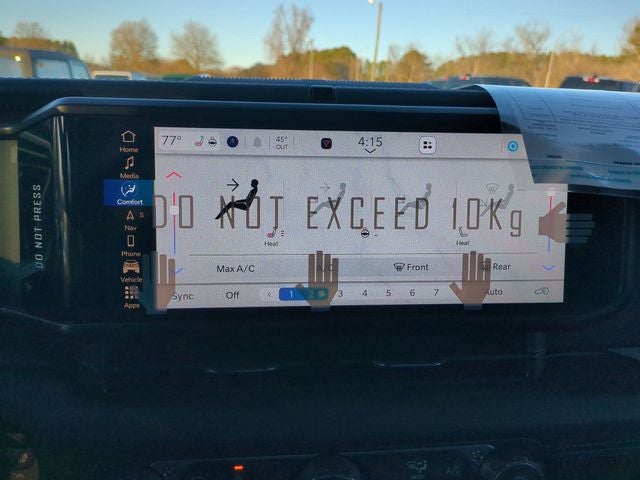 77°
45°
OUT
4:15
Home
Media
Comfort
Nav
S
Phone
Vehicle
Apps
DO NOT PRESS
DO NOT EXCEED 10Kg
Heat
Heat
Max A/C
A/C
Front
Rear
Sync
Off
1 2 3 4 5 6 7
Auto